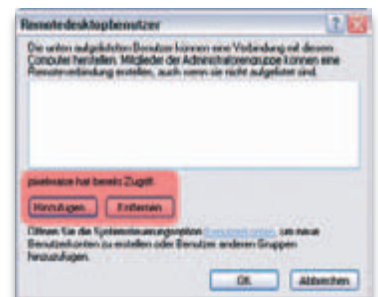 Remotedesktopbenutzer
Die unten aufgelisteten Benutzer können eine Verbindung mit diesem
Computer herstellen. Mitglieder der Administratorengruppe können eine
Remoteverbindung erstellen, auch wenn sie nicht aufgelistet sind.
hat bereits Zugriff.
Hinzufügen... Entfernen
Öffnen Sie die Systemsteuerungsoption Benutzerkonten, um neue
Benutzerkonten zu erstellen oder Benutzer anderen Gruppen
hinzuzufügen.
OK Abbrechen